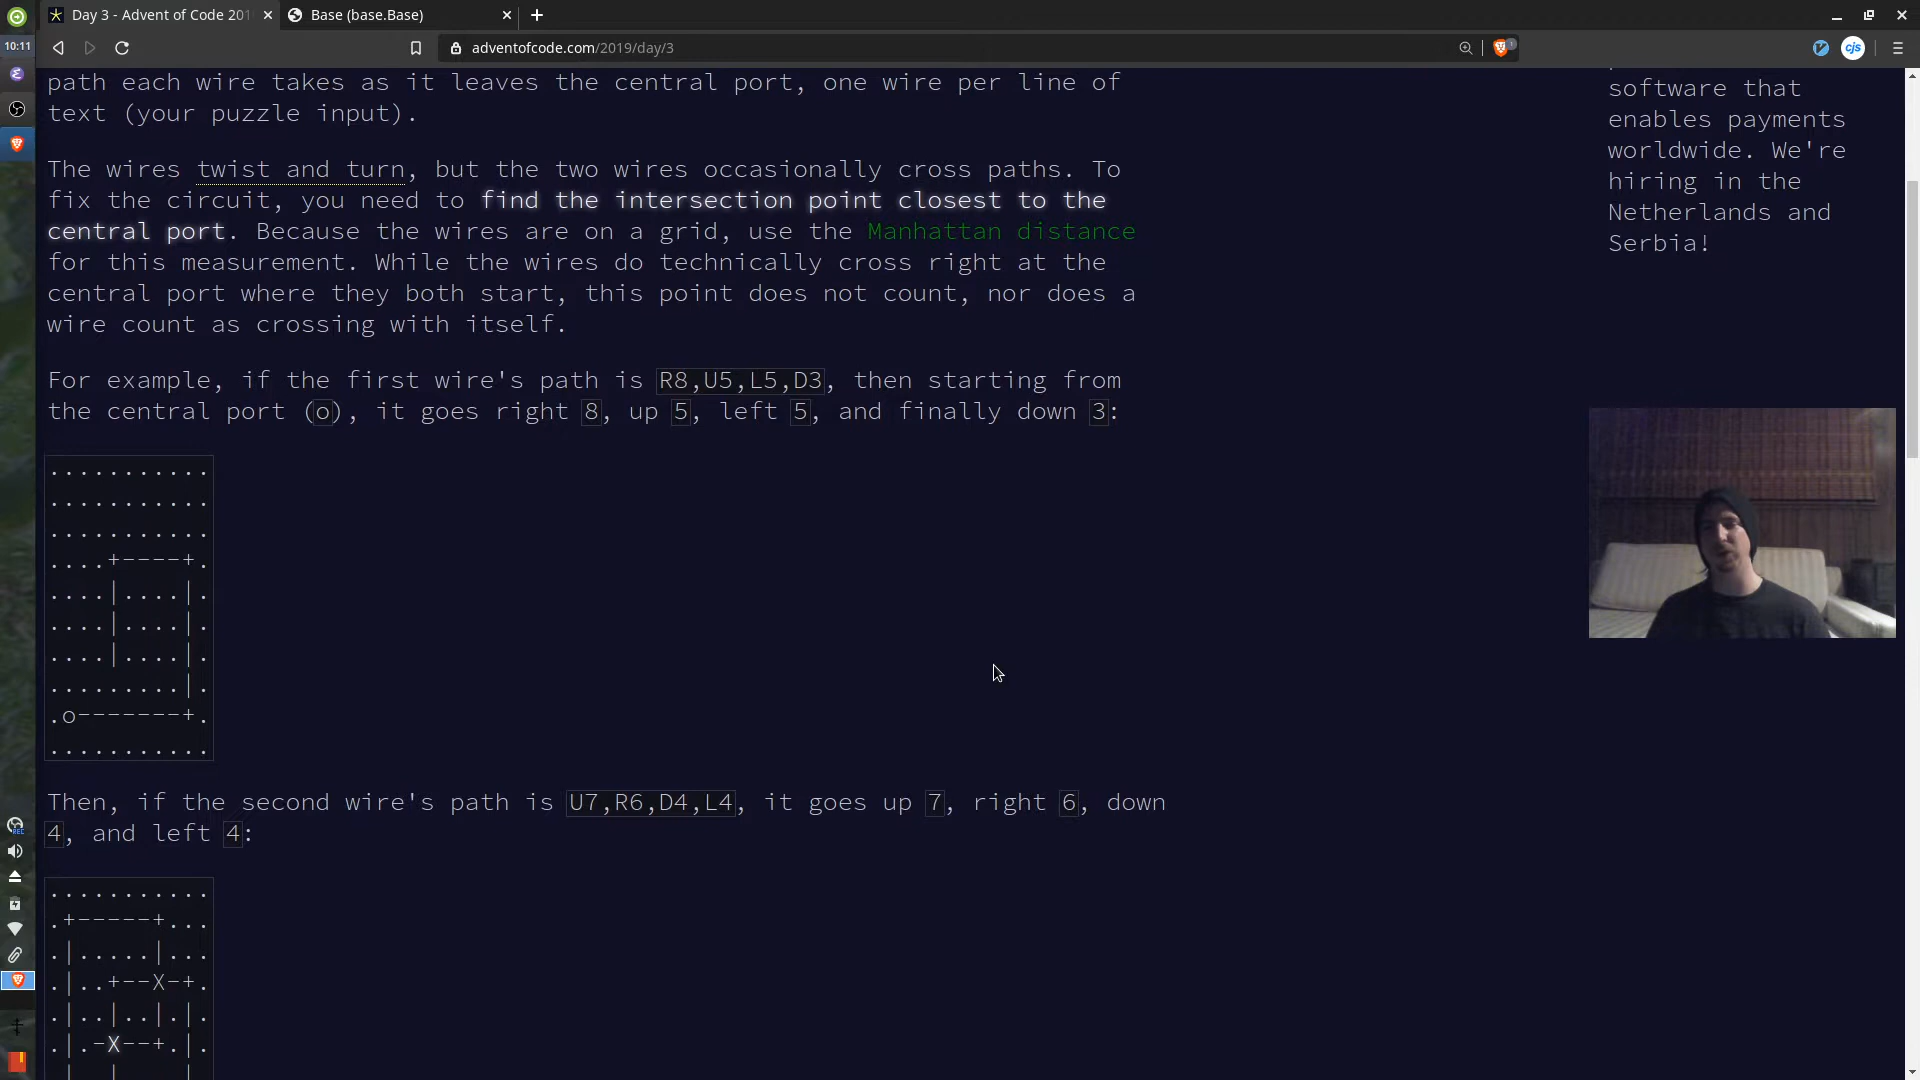 Day 3 - Advent of Code 201
Base (base.Base)
10:11
adventofcode.com/2019/day/3
1
cjs
path each wire takes as it leaves the central port, one wire per line of
text (your puzzle input).
The wires twist and turn, but the two wires occasionally cross paths. To
fix the circuit, you need to find the intersection point closest to the
central port. Because the wires are on a grid, use the Manhattan distance
for this measurement. While the wires do technically cross right at the
central port where they both start, this point does not count, nor does a
wire count as crossing with itself.
For example, if the first wire's path is R8,U5,L5,D3, then starting from
the central port (o), it goes right 8, up 5, left 5, and finally down 3:
...........
...........
...........
....+----+.
....|....|.
....|....|.
....|....|.
.........|.
.o-------+.
...........
Then, if the second wire's path is U7,R6,D4,L4, it goes up 7, right 6, down
4, and left 4:
...........
.+-----+...
.|.....|...
.|..+--X-+.
.|..|..|.|.
.|.-X--+.|.
software that
enables payments
worldwide. We're
hiring in the
Netherlands and
Serbia!
REC